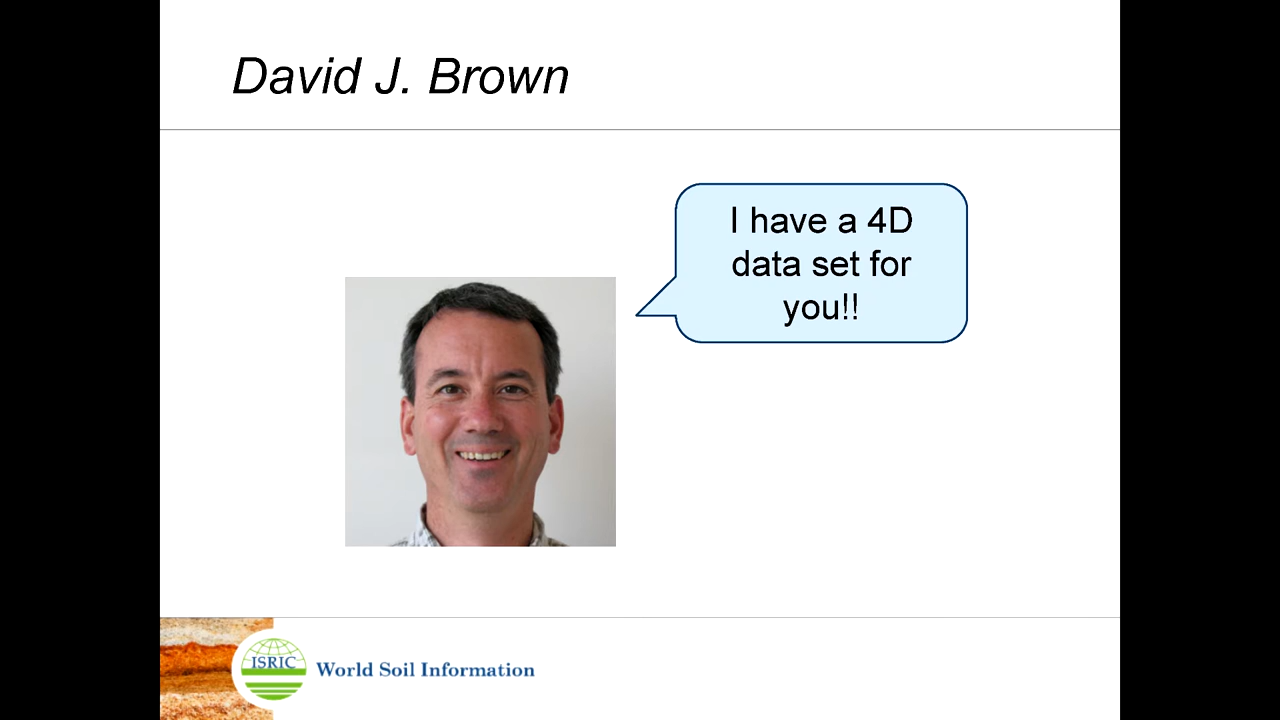 David J. Brown
I have a 4D
data set for
you!!
ISRIC
World Soil Information